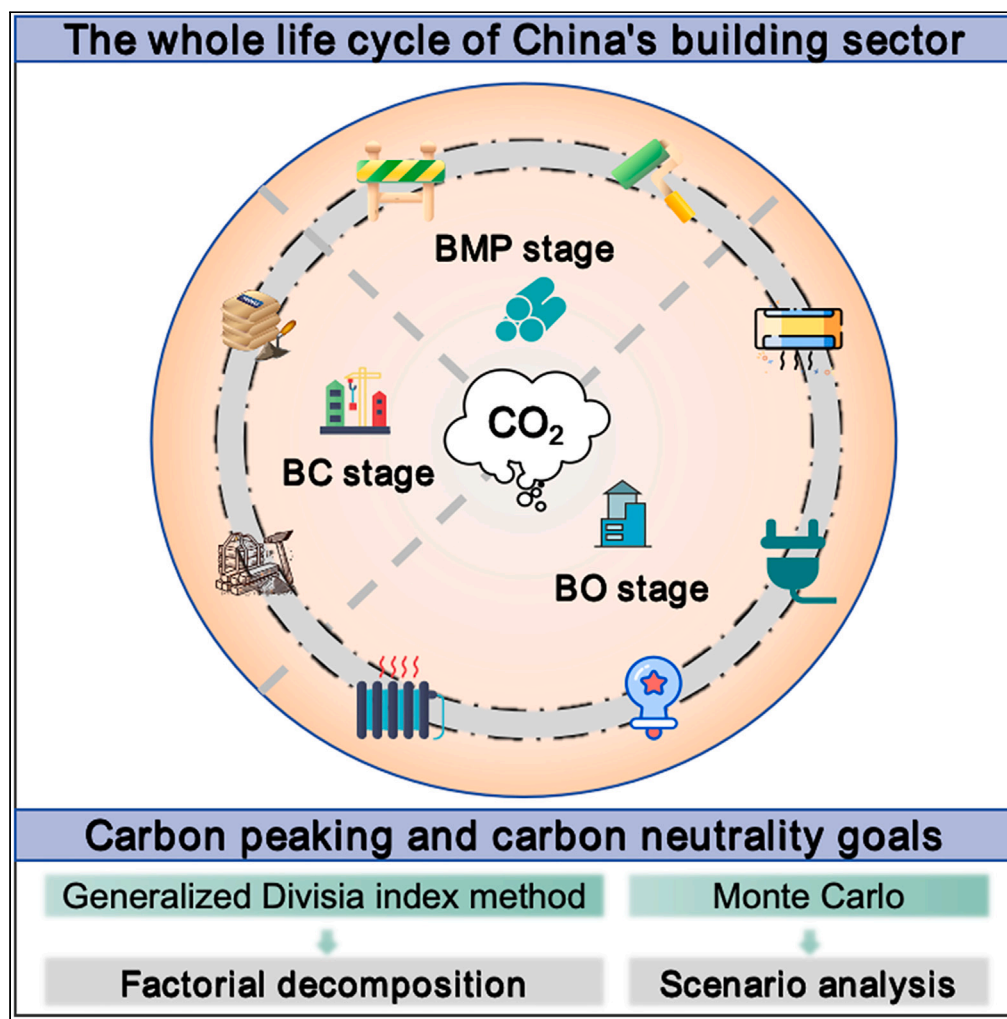 The whole life cycle of China's building sector
BMP stage
CO₂
BC stage
BO stage
Carbon peaking and carbon neutrality goals
Generalized Divisia index method
Monte Carlo
Factorial decomposition
Scenario analysis